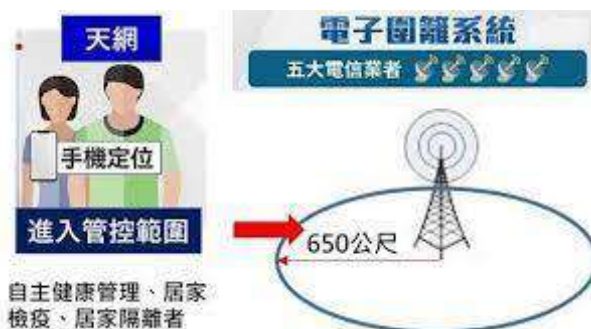 天網
手機定位
進入管控範圍
自主健康管理、居家
檢疫、居家隔離者
電子圍籬系統
五大電信業者
650公尺